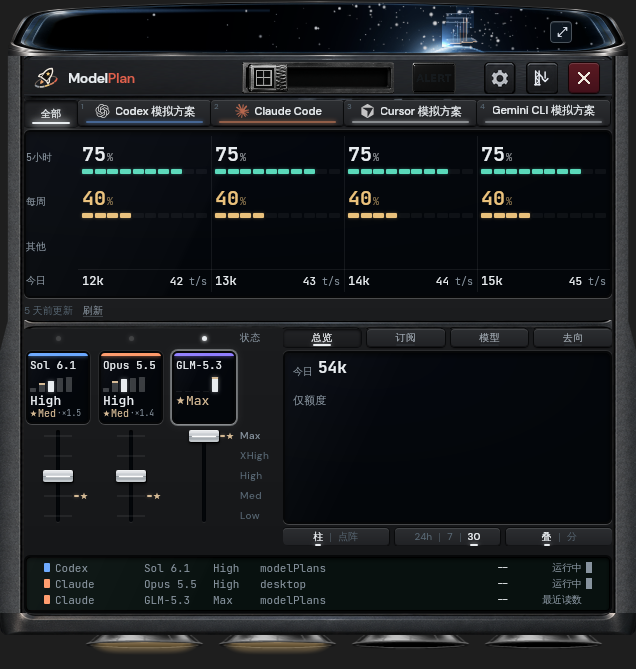 ModelPlan
ALERT
全部
1 Codex 模拟方案
2 Claude Code
3 Cursor 模拟方案
4 Gemini CLI 模拟方案
5小时 75% 75% 75% 75%
每周 40% 40% 40% 40%
其他
今日 12k 42 t/s 13k 43 t/s 14k 44 t/s 15k 45 t/s
5 天前更新 刷新
状态
总览 订阅 模型 去向
Sol 6.1 Opus 5.5 GLM-5.3
High High ★Max
★Med·×1.5 ★Med·×1.4
今日 54k
仅额度
★ Max
XHigh
High
★ ★ Med
Low
柱 | 点阵 24h | 7 | 30 叠 | 分
Codex Sol 6.1 High modelPlans -- 运行中
Claude Opus 5.5 High desktop -- 运行中
Claude GLM-5.3 Max modelPlans -- 最近读数